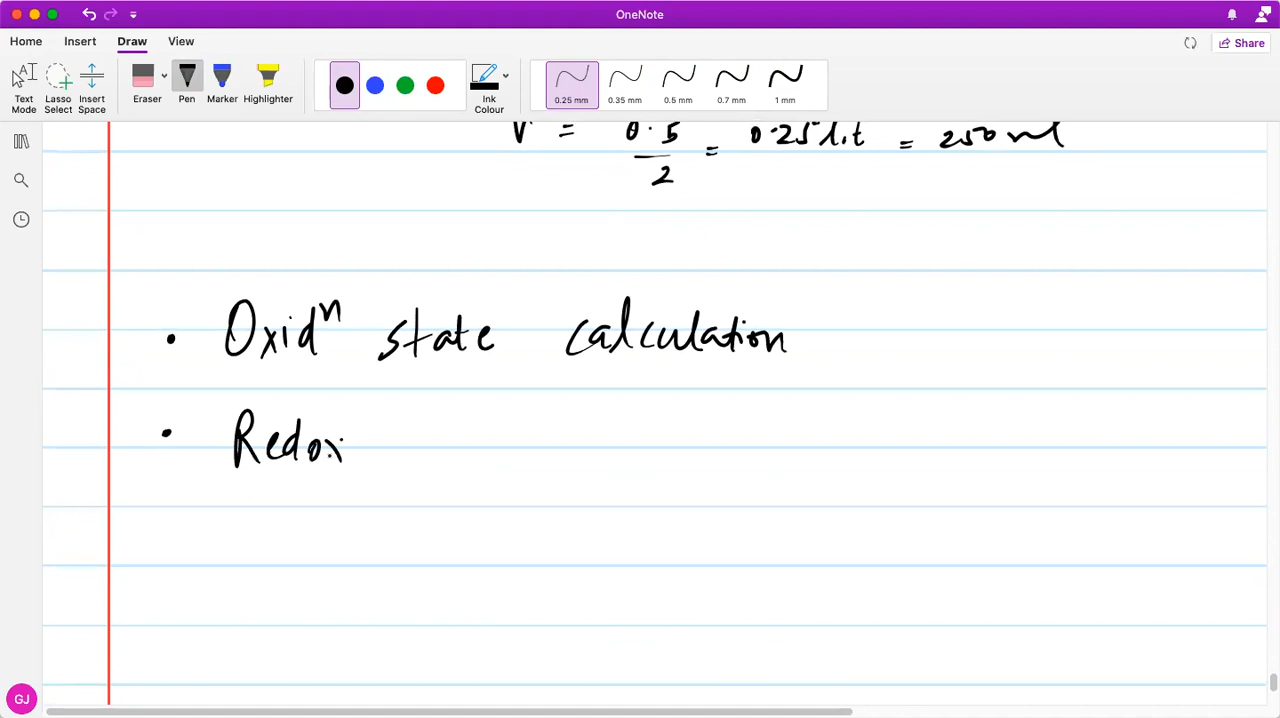 OneNote
Home Insert Draw View Share
Text Mode Lasso Select Insert Space Eraser Pen Marker Highlighter Ink Colour 0.25 mm 0.35 mm 0.5 mm 0.7 mm 1 mm
V = 0.5 / 2 = 0.25 lit = 250 ml
• Oxidⁿ state calculation
• Redox
GJ